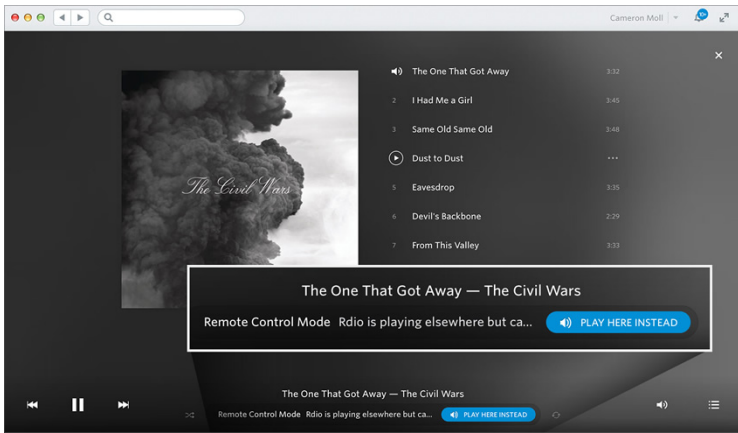 Cameron Moll
10+
The One That Got Away 3:32
2 I Had Me a Girl 3:45
3 Same Old Same Old 3:48
Dust to Dust
5 Eavesdrop 3:35
6 Devil's Backbone 2:29
7 From This Valley 3:33
The Civil Wars
The One That Got Away — The Civil Wars
Remote Control Mode Rdio is playing elsewhere but ca... PLAY HERE INSTEAD
The One That Got Away — The Civil Wars
Remote Control Mode Rdio is playing elsewhere but ca... PLAY HERE INSTEAD